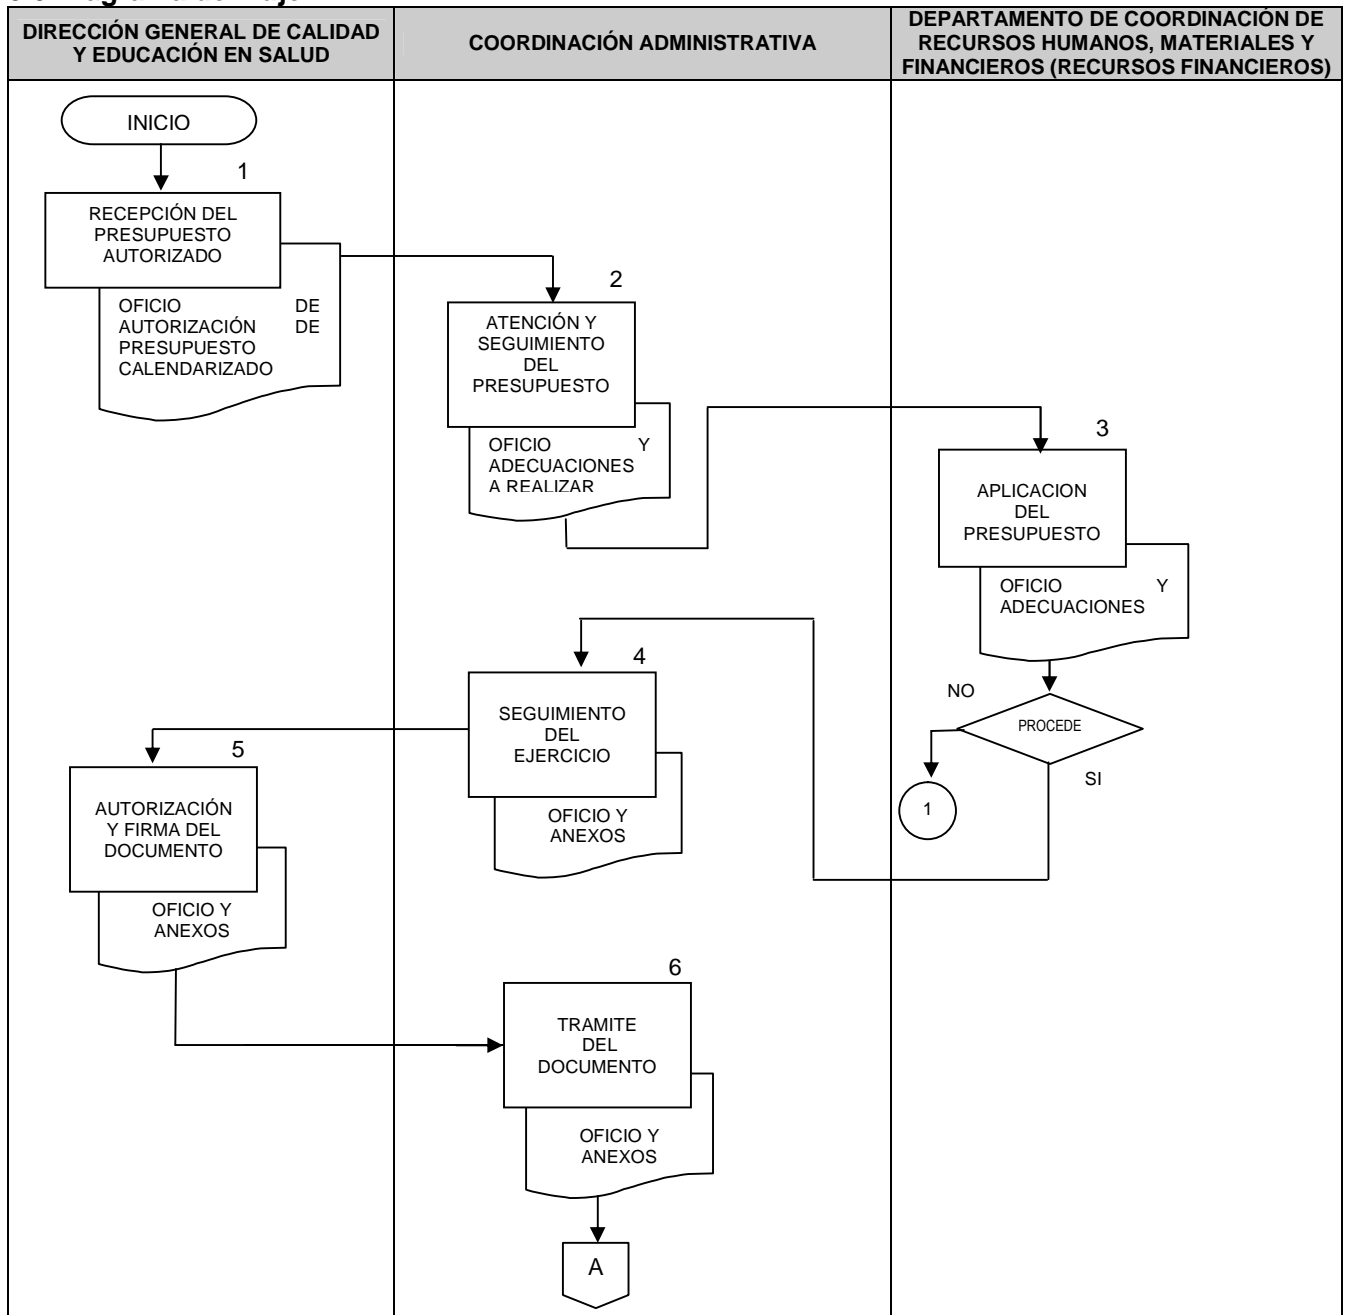 DIRECCIÓN GENERAL DE CALIDAD
Y EDUCACIÓN EN SALUD
COORDINACIÓN ADMINISTRATIVA
DEPARTAMENTO DE COORDINACIÓN DE
RECURSOS HUMANOS, MATERIALES Y
FINANCIEROS (RECURSOS FINANCIEROS)
INICIO
1
RECEPCIÓN DEL
PRESUPUESTO
AUTORIZADO
OFICIO DE
AUTORIZACIÓN DE
PRESUPUESTO
CALENDARIZADO
2
ATENCIÓN Y
SEGUIMIENTO
DEL
PRESUPUESTO
OFICIO Y
ADECUACIONES
A REALIZAR
3
APLICACION
DEL
PRESUPUESTO
OFICIO Y
ADECUACIONES
NO
PROCEDE
SI
1
4
SEGUIMIENTO
DEL
EJERCICIO
OFICIO Y
ANEXOS
5
AUTORIZACIÓN
Y FIRMA DEL
DOCUMENTO
OFICIO Y
ANEXOS
6
TRAMITE
DEL
DOCUMENTO
OFICIO Y
ANEXOS
A